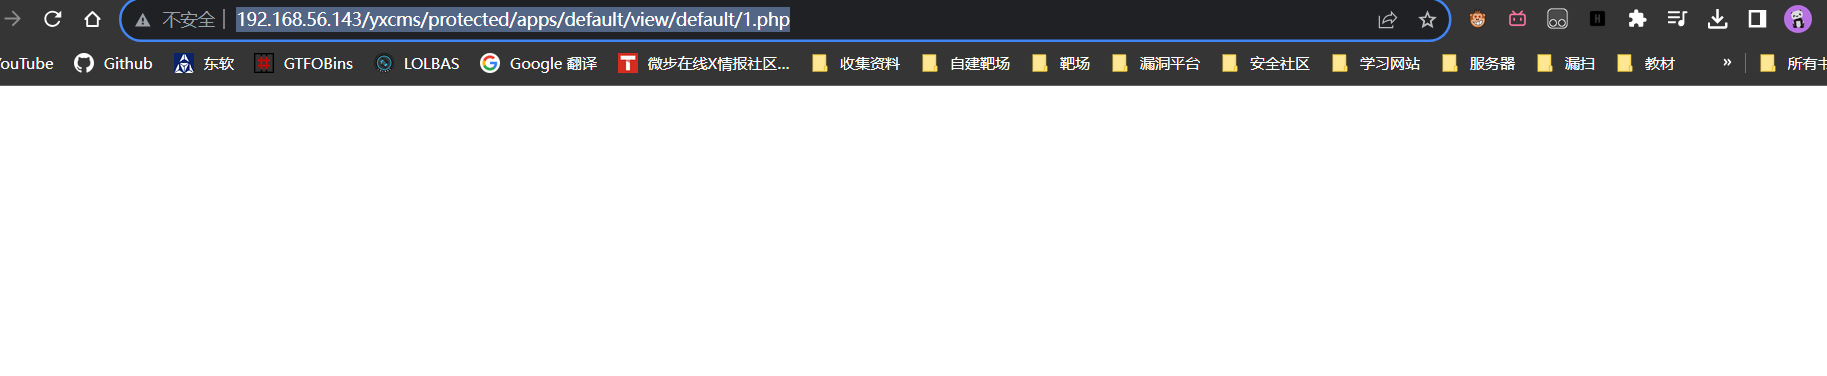 不安全 192.168.56.143/yxcms/protected/apps/default/view/default/1.php
ouTube Github 东软 GTFOBins LOLBAS Google 翻译 微步在线X情报社区... 收集资料 自建靶场 靶场 漏洞平台 安全社区 学习网站 服务器 漏扫 教材 » 所有书